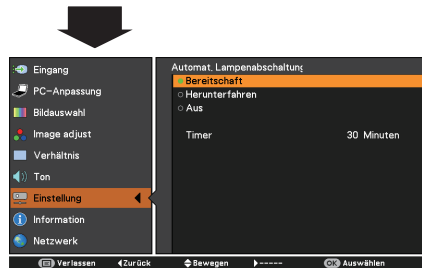 Eingang
PC-Anpassung
Bildauswahl
Image adjust
Verhältnis
Ton
Einstellung
Information
Netzwerk
Automat. Lampenabschaltung
Bereitschaft
Herunterfahren
Aus
Timer 30 Minuten
Verlassen Zurück Bewegen ----- OK Auswählen